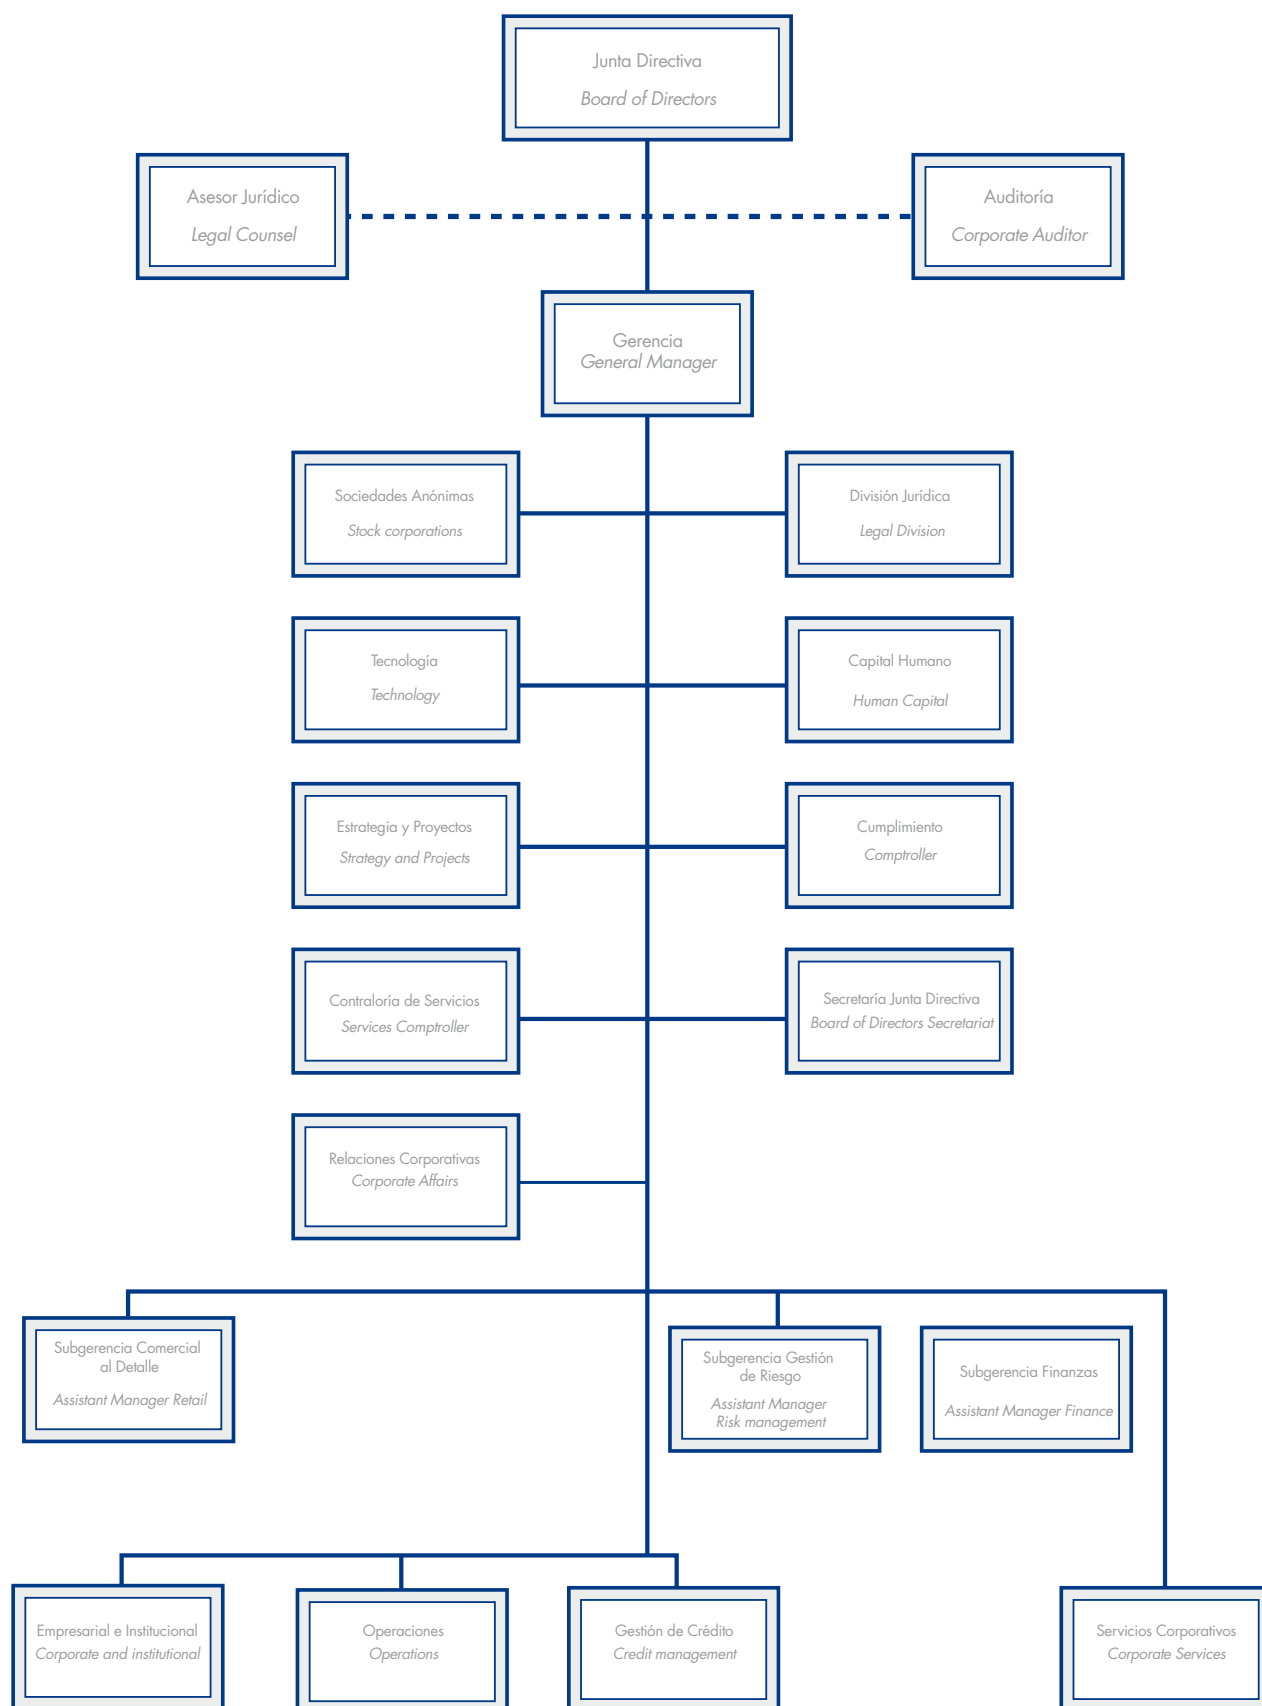 Junta Directiva
Board of Directors
Asesor Jurídico
Legal Counsel
Auditoría
Corporate Auditor
Gerencia
General Manager
Sociedades Anónimas
Stock corporations
División Jurídica
Legal Division
Tecnología
Technology
Capital Humano
Human Capital
Estrategia y Proyectos
Strategy and Projects
Cumplimiento
Comptroller
Contraloría de Servicios
Services Comptroller
Secretaría Junta Directiva
Board of Directors Secretariat
Relaciones Corporativas
Corporate Affairs
Subgerencia Comercial
al Detalle
Assistant Manager Retail
Subgerencia Gestión
de Riesgo
Assistant Manager
Risk management
Subgerencia Finanzas
Assistant Manager Finance
Empresarial e Institucional
Corporate and institutional
Operaciones
Operations
Gestión de Crédito
Credit management
Servicios Corporativos
Corporate Services